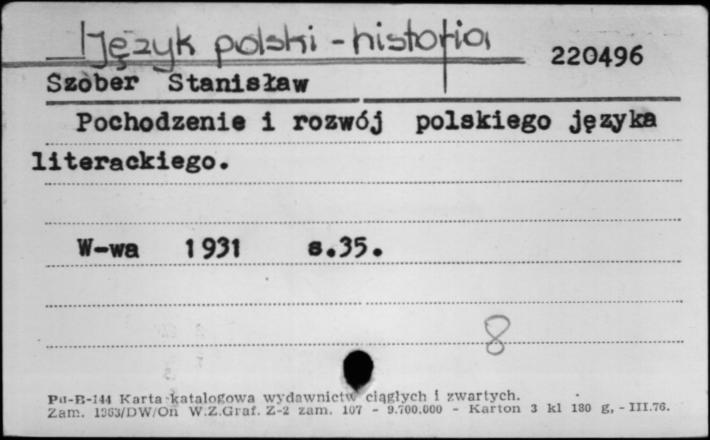 Język polski - historia
220496
Szober Stanisław
Pochodzenie i rozwój polskiego języka
literackiego.
W-wa 1931 s.35.
8
Pu-B-144 Karta katalogowa wydawnictw ciągłych i zwartych.
Zam. 1363/DW/On W.Z.Graf. Z-2 zam. 107 - 9.700.000 - Karton 3 kl 180 g, - III.76.